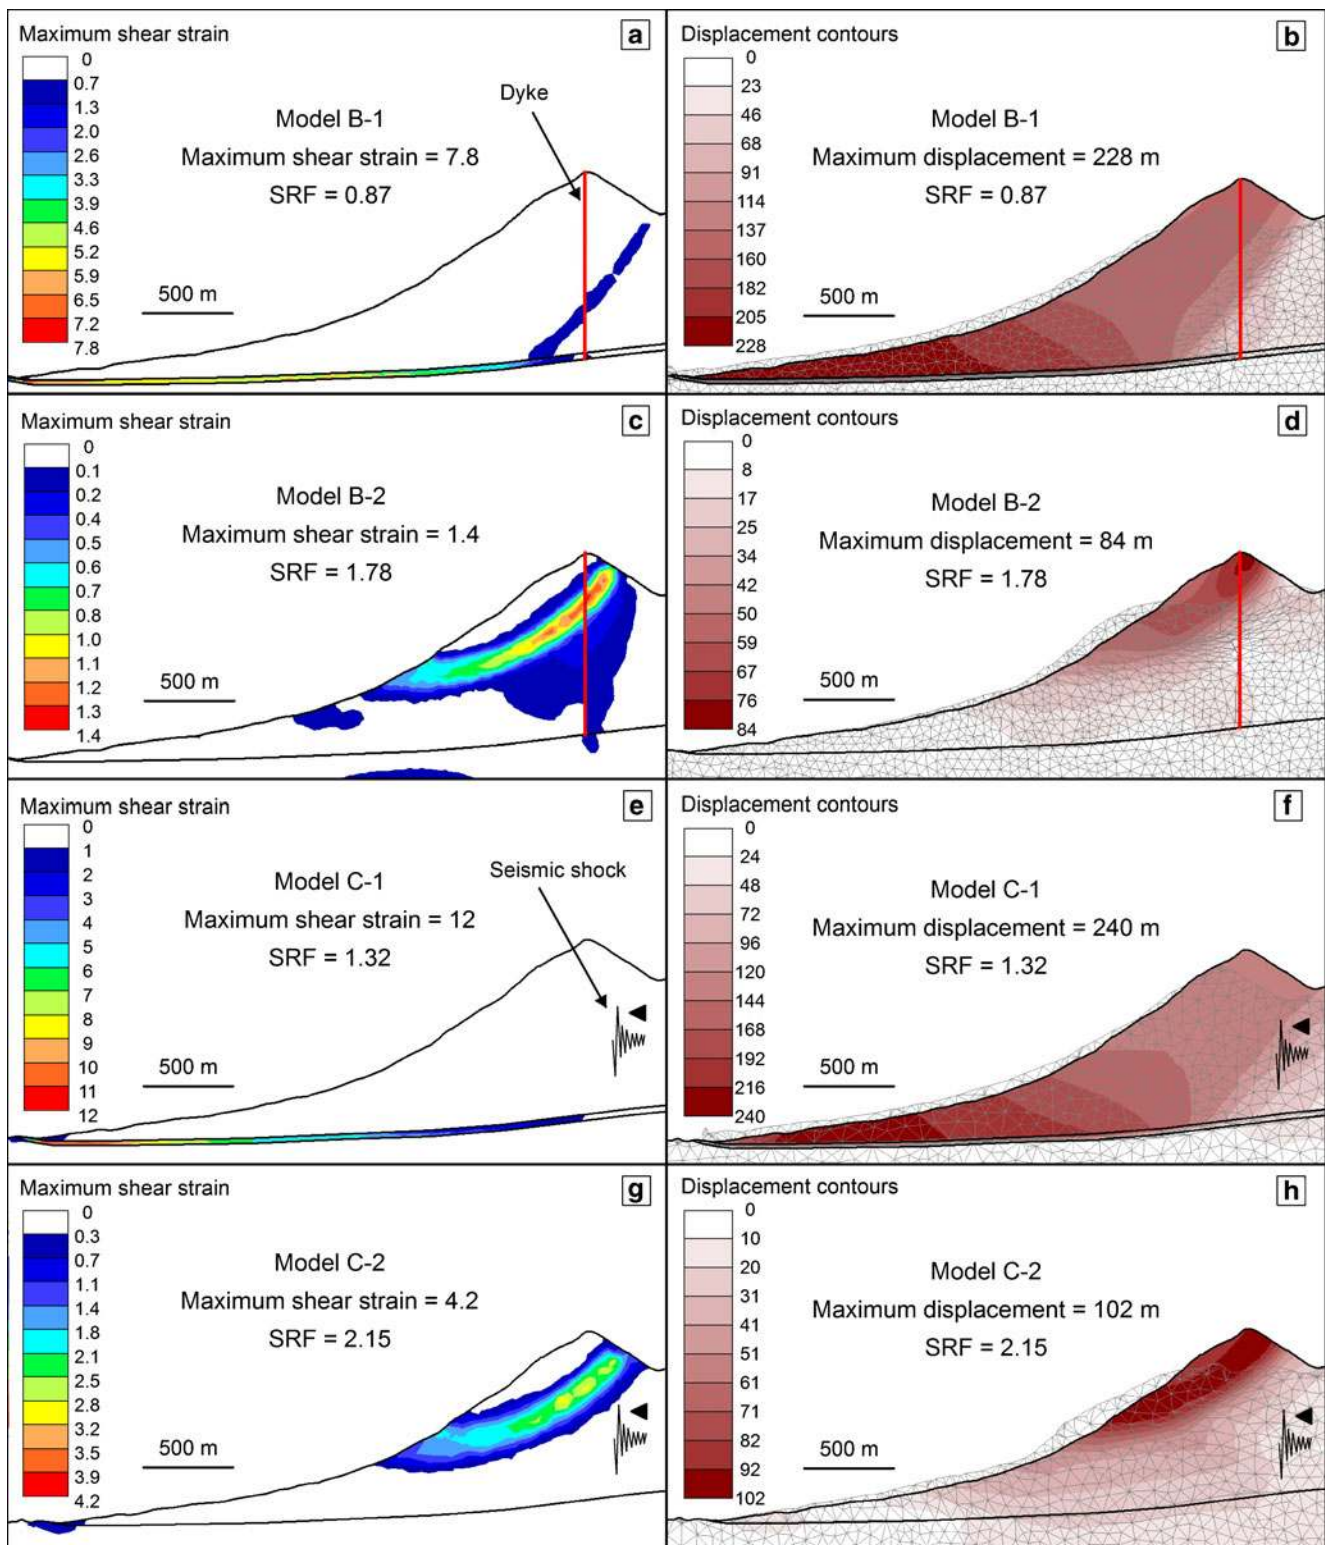 Maximum shear strain
a
0
0.7
1.3
2.0
2.6
3.3
3.9
4.6
5.2
5.9
6.5
7.2
7.8
Dyke
Model B-1
Maximum shear strain = 7.8
SRF = 0.87
500 m
Displacement contours
b
0
23
46
68
91
114
137
160
182
205
228
Model B-1
Maximum displacement = 228 m
SRF = 0.87
500 m
Maximum shear strain
c
0
0.1
0.2
0.4
0.5
0.6
0.7
0.8
1.0
1.1
1.2
1.3
1.4
Model B-2
Maximum shear strain = 1.4
SRF = 1.78
500 m
Displacement contours
d
0
8
17
25
34
42
50
59
67
76
84
Model B-2
Maximum displacement = 84 m
SRF = 1.78
500 m
Maximum shear strain
e
0
1
2
3
4
5
6
7
8
9
10
11
12
Seismic shock
Model C-1
Maximum shear strain = 12
SRF = 1.32
500 m
Displacement contours
f
0
24
48
72
96
120
144
168
192
216
240
Model C-1
Maximum displacement = 240 m
SRF = 1.32
500 m
Maximum shear strain
g
0
0.3
0.7
1.1
1.4
1.8
2.1
2.5
2.8
3.2
3.5
3.9
4.2
Model C-2
Maximum shear strain = 4.2
SRF = 2.15
500 m
Displacement contours
h
0
10
20
31
41
51
61
71
82
92
102
Model C-2
Maximum displacement = 102 m
SRF = 2.15
500 m